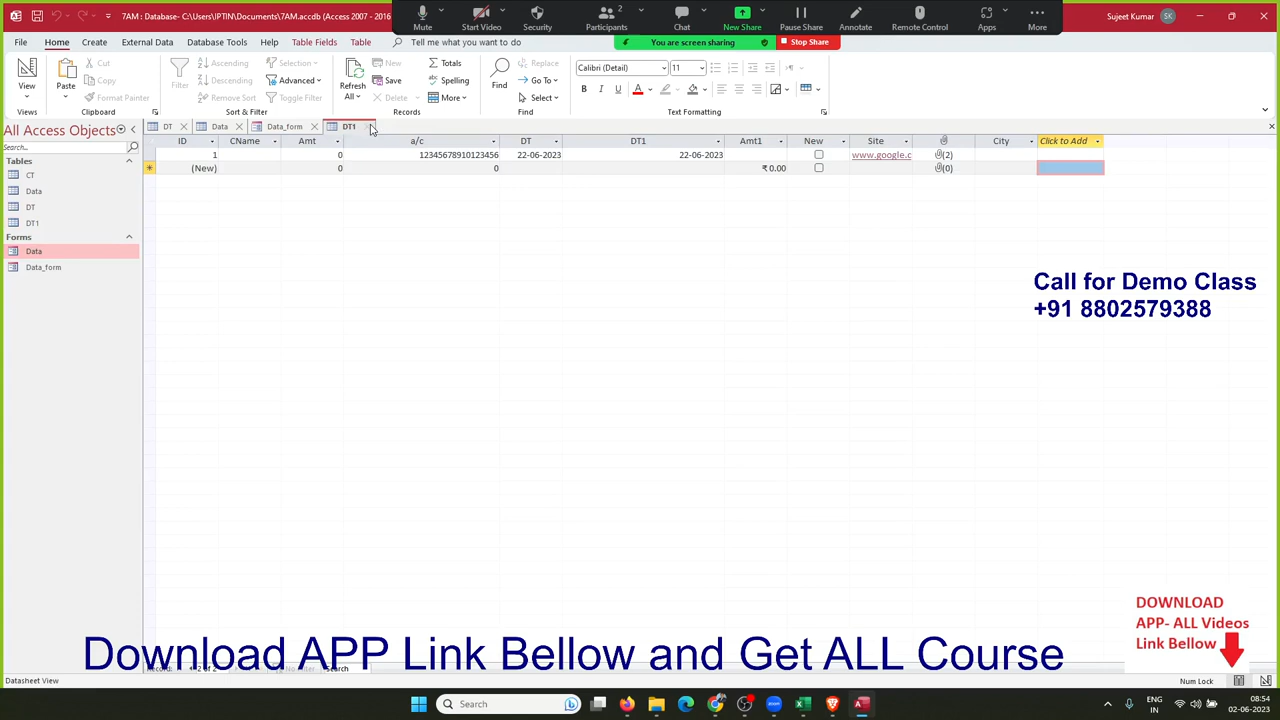 7AM : Database- C:\Users\IPTIN\Documents\7AM.accdb (Access 2007 - 2016
Sujeet Kumar SK
Mute
Start Video
Security
Participants 2
Chat
New Share
Pause Share
Annotate
Remote Control
Apps
More
You are screen sharing
Stop Share
File Home Create External Data Database Tools Help Table Fields Table Tell me what you want to do
View
Views
Paste
Cut
Copy
Format Painter
Clipboard
Filter
Ascending
Descending
Remove Sort
Selection
Advanced
Toggle Filter
Sort & Filter
Refresh
All
New
Save
Delete
Totals
Spelling
More
Records
Find
Replace
Go To
Select
Find
Calibri (Detail) 11
B I U A
Text Formatting
All Access Objects
Search...
Tables
CT
Data
DT
DT1
Forms
Data
Data_form
DT Data Data_form DT1
ID CName Amt a/c DT DT1 Amt1 New Site City Click to Add
1 0 12345678910123456 22-06-2023 22-06-2023 www.google.c (2)
(New) 0 0 ₹ 0.00 (0)
Call for Demo Class
+91 8802579388
DOWNLOAD
APP- ALL Videos
Link Bellow
Download APP Link Bellow and Get ALL Course
Search
Datasheet View
Num Lock
Search
ENG
IN
08:54
02-06-2023